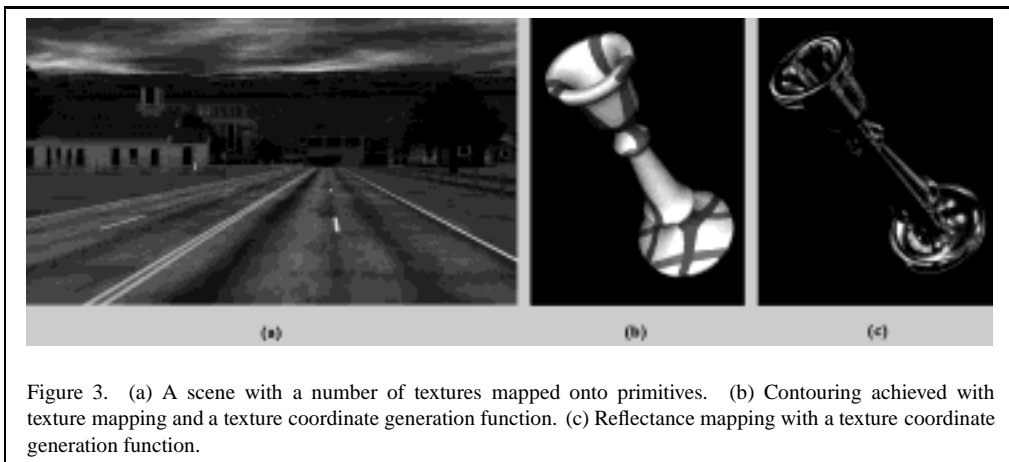 (a) (b) (c)
Figure 3. (a) A scene with a number of textures mapped onto primitives. (b) Contouring achieved with
texture mapping and a texture coordinate generation function. (c) Reflectance mapping with a texture coordinate
generation function.